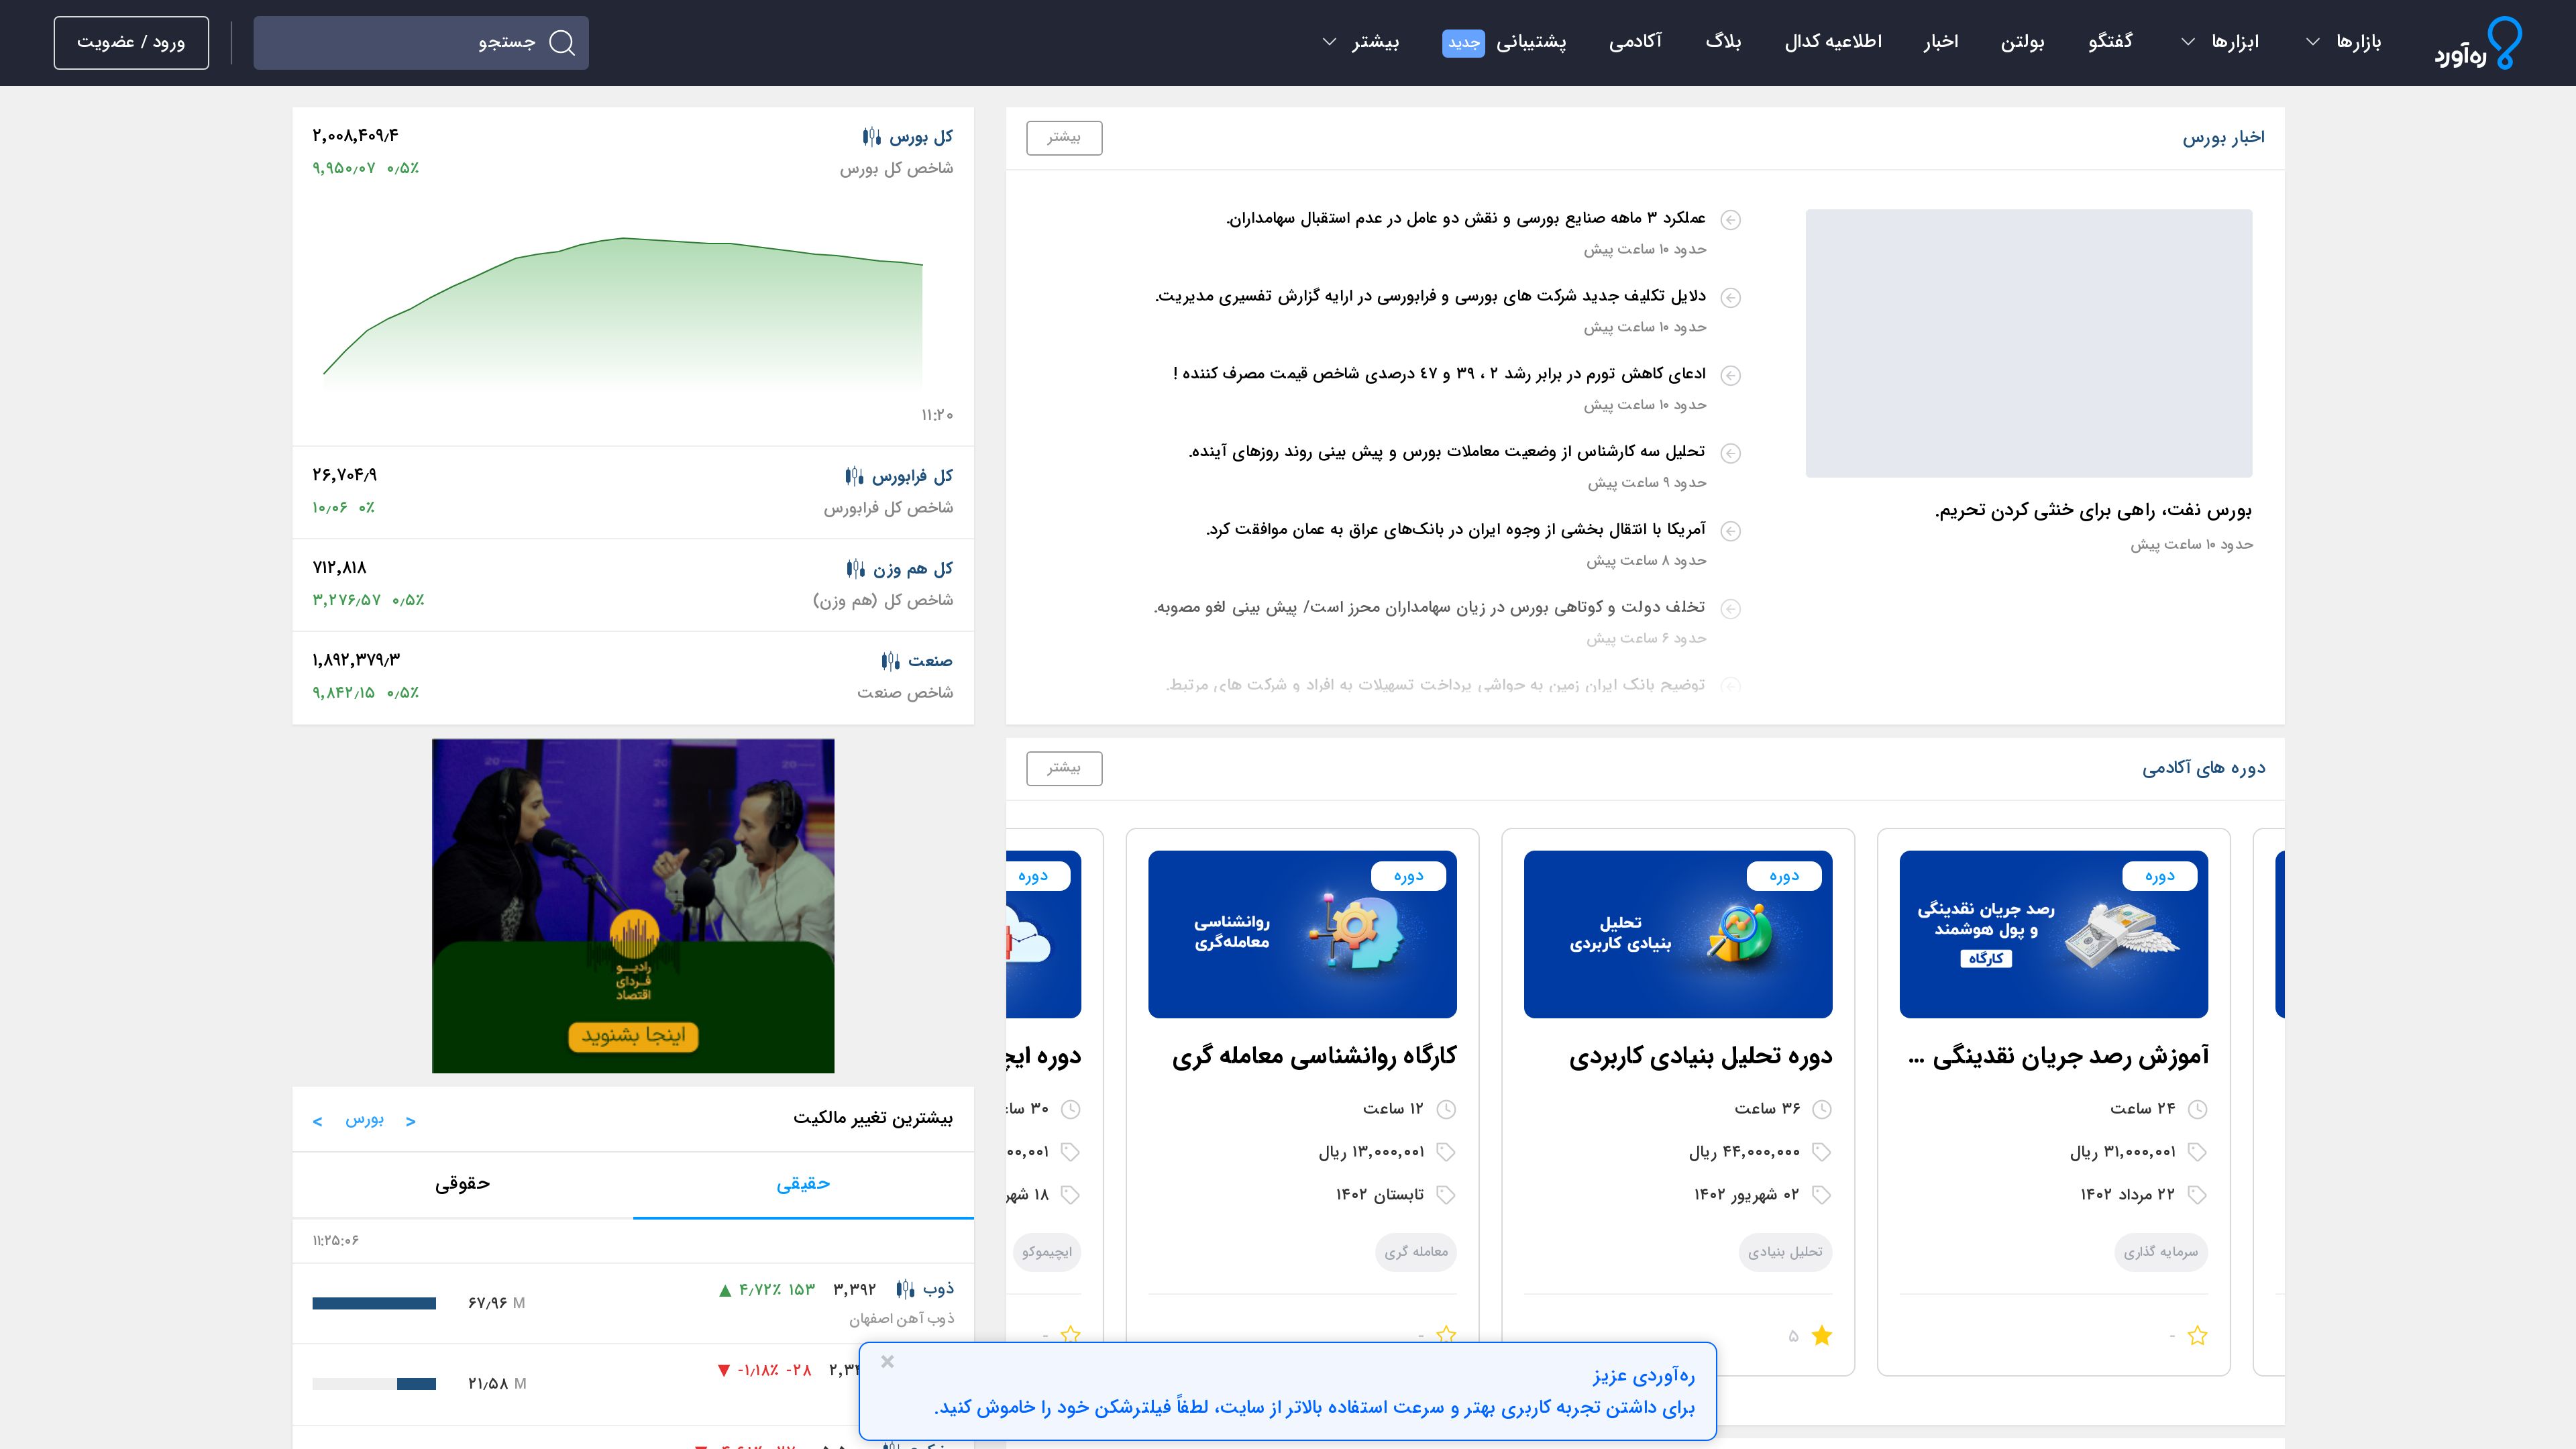 ره‌آورد
بازارها
ابزارها
گفتگو
بولتن
اخبار
اطلاعیه کدال
بلاگ
آکادمی
پشتیبانی
جدید
بیشتر
جستجو
ورود / عضویت
اخبار بورس
بیشتر
بورس نفت، راهی برای خنثی کردن تحریم.
حدود ۱۰ ساعت پیش
عملکرد ۳ ماهه صنایع بورسی و نقش دو عامل در عدم استقبال سهامداران.
حدود ۱۰ ساعت پیش
دلایل تکلیف جدید شرکت های بورسی و فرابورسی در ارایه گزارش تفسیری مدیریت.
حدود ۱۰ ساعت پیش
ادعای کاهش تورم در برابر رشد ۲ ، ۳۹ و ٤٧ درصدی شاخص قیمت مصرف کننده !
حدود ۱۰ ساعت پیش
تحلیل سه کارشناس از وضعیت معاملات بورس و پیش بینی روند روزهای آینده.
حدود ۹ ساعت پیش
آمریکا با انتقال بخشی از وجوه ایران در بانک‌های عراق به عمان موافقت کرد.
حدود ۸ ساعت پیش
تخلف دولت و کوتاهی بورس در زیان سهامداران محرز است/ پیش بینی لغو مصوبه.
حدود ۶ ساعت پیش
توضیح بانک ایران زمین به حواشی پرداخت تسهیلات به افراد و شرکت های مرتبط.
کل بورس
۲,۰۰۸,۴۰۹٫۴
شاخص کل بورس
۹,۹۵۰٫۰۷ ۰٫۵٪
۱۱:۲۰
کل فرابورس
۲۶,۷۰۴٫۹
شاخص کل فرابورس
۱۰٫۰۶ ۰٪
کل هم وزن
۷۱۲,۸۱۸
شاخص کل (هم وزن)
۳,۲۷۶٫۵۷ ۰٫۵٪
صنعت
۱,۸۹۲,۳۷۹٫۳
شاخص صنعت
۹,۸۴۲٫۱۵ ۰٫۵٪
رادیو
فردای
اقتصاد
اینجا بشنوید
دوره های آکادمی
بیشتر
دوره
رصد جریان نقدینگی
و پول هوشمند
کارگاه
آموزش رصد جریان نقدینگی ...
۲۴ ساعت
۳۱,۰۰۰,۰۰۱ ریال
۲۲ مرداد ۱۴۰۲
سرمایه گذاری
-
دوره
تحلیل
بنیادی کاربردی
دوره تحلیل بنیادی کاربردی
۳۶ ساعت
۴۴,۰۰۰,۰۰۰ ریال
۰۲ شهریور ۱۴۰۲
تحلیل بنیادی
۵
دوره
روانشناسی
معامله‌گری
کارگاه روانشناسی معامله گری
۱۲ ساعت
۱۳,۰۰۰,۰۰۱ ریال
تابستان ۱۴۰۲
معامله گری
-
دوره
دوره
۳۰
۱۸
ایچیموکو
-
بیشترین تغییر مالکیت
< بورس >
حقیقی
حقوقی
۱۱:۲۵:۰۶
ذوب
۳,۳۹۲
۱۵۳ ۴٫۷۲٪ ▲
ذوب آهن اصفهان
۶۷٫۹۶ M
-۲۸ -۱٫۱۸٪ ▼
۲۱٫۵۸ M
ره‌آوردی عزیز
برای داشتن تجربه کاربری بهتر و سرعت استفاده بالاتر از سایت، لطفاً فیلترشکن خود را خاموش کنید.